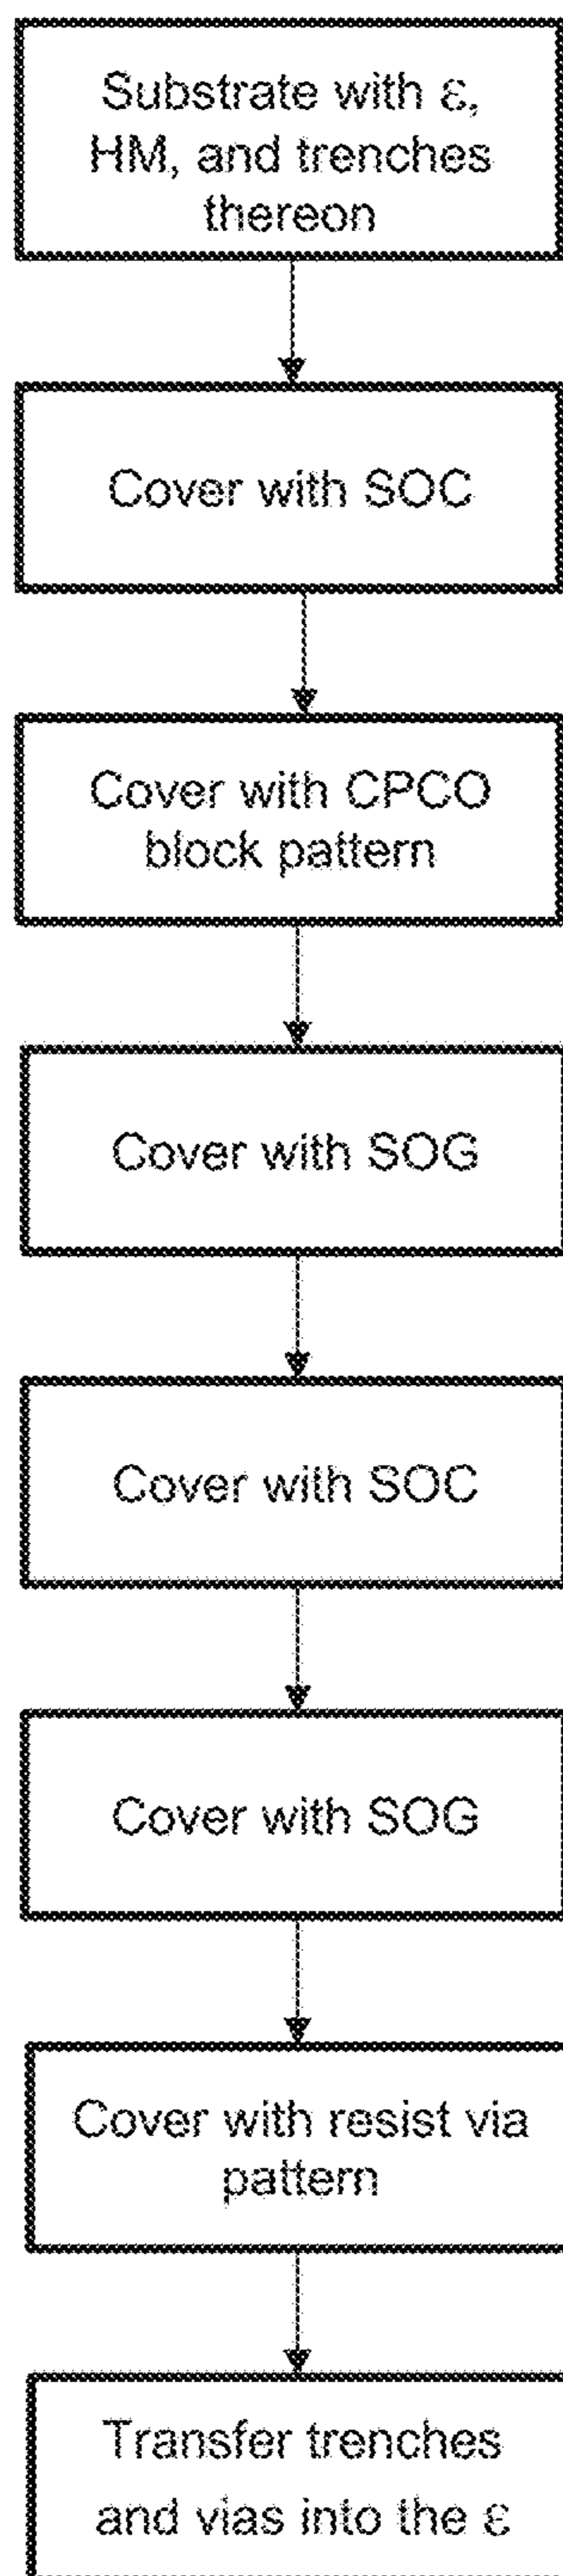 Substrate with ε,
HM, and trenches
thereon
Cover with SOC
Cover with CPCO
block pattern
Cover with SOG
Cover with SOC
Cover with SOG
Cover with resist via
pattern
Transfer trenches
and vias into the ε